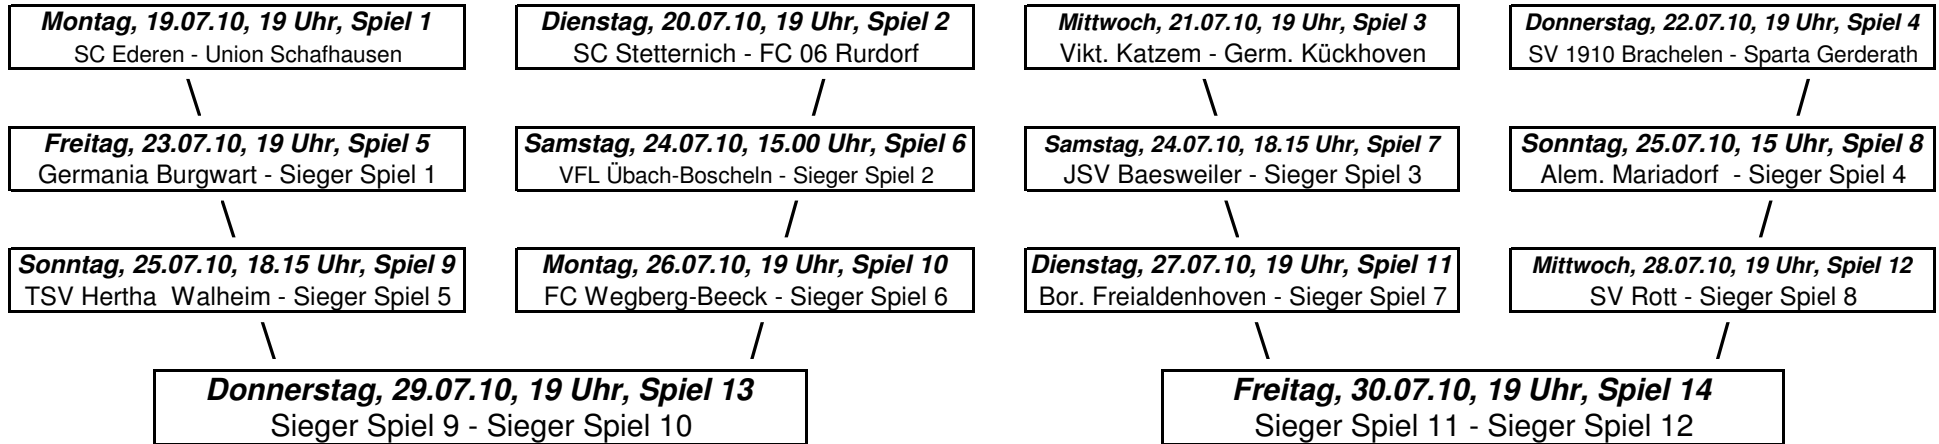 Montag, 19.07.10, 19 Uhr, Spiel 1
SC Ederen - Union Schafhausen
Dienstag, 20.07.10, 19 Uhr, Spiel 2
SC Stetternich - FC 06 Rurdorf
Mittwoch, 21.07.10, 19 Uhr, Spiel 3
Vikt. Katzem - Germ. Kückhoven
Donnerstag, 22.07.10, 19 Uhr, Spiel 4
SV 1910 Brachelen - Sparta Gerderath
Freitag, 23.07.10, 19 Uhr, Spiel 5
Germania Burgwart - Sieger Spiel 1
Samstag, 24.07.10, 15.00 Uhr, Spiel 6
VFL Übach-Boscheln - Sieger Spiel 2
Samstag, 24.07.10, 18.15 Uhr, Spiel 7
JSV Baesweiler - Sieger Spiel 3
Sonntag, 25.07.10, 15 Uhr, Spiel 8
Alem. Mariadorf - Sieger Spiel 4
Sonntag, 25.07.10, 18.15 Uhr, Spiel 9
TSV Hertha Walheim - Sieger Spiel 5
Montag, 26.07.10, 19 Uhr, Spiel 10
FC Wegberg-Beeck - Sieger Spiel 6
Dienstag, 27.07.10, 19 Uhr, Spiel 11
Bor. Freialdenhoven - Sieger Spiel 7
Mittwoch, 28.07.10, 19 Uhr, Spiel 12
SV Rott - Sieger Spiel 8
Donnerstag, 29.07.10, 19 Uhr, Spiel 13
Sieger Spiel 9 - Sieger Spiel 10
Freitag, 30.07.10, 19 Uhr, Spiel 14
Sieger Spiel 11 - Sieger Spiel 12